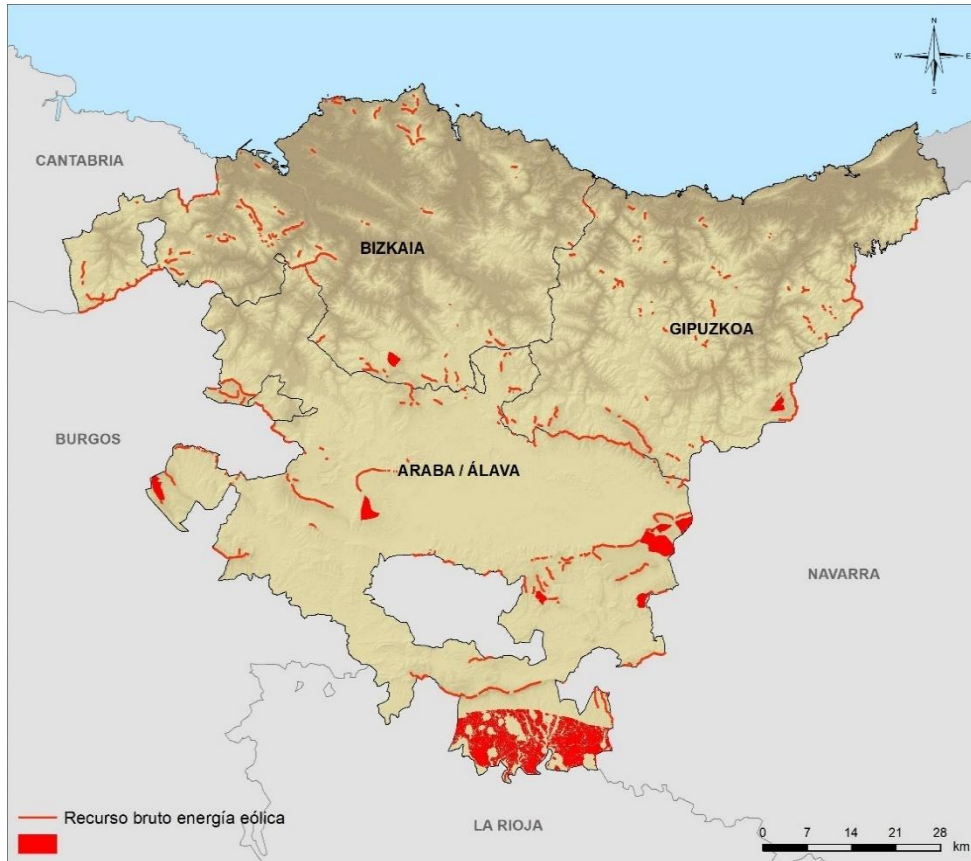 N
W E
S
CANTABRIA
BIZKAIA
GIPUZKOA
BURGOS
ARABA / ÁLAVA
NAVARRA
Recurso bruto energía eólica
LA RIOJA
0 7 14 21 28
km